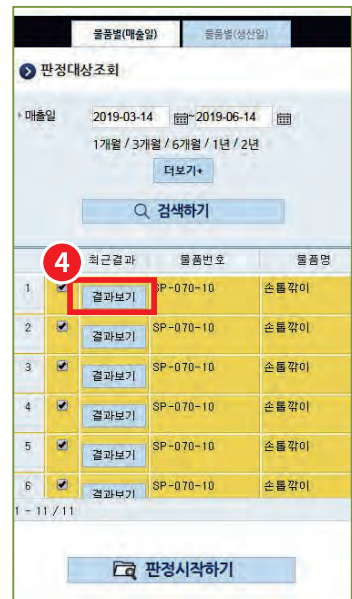 물품별(매출일) 물품별(생산일)
판정대상조회
매출일 2019-03-14 ~ 2019-06-14
1개월 / 3개월 / 6개월 / 1년 / 2년
더보기+
검색하기
4
최근결과 물품번호 물품명
1 결과보기 SP-070-10 손톱깎이
2 결과보기 SP-070-10 손톱깎이
3 결과보기 SP-070-10 손톱깎이
4 결과보기 SP-070-10 손톱깎이
5 결과보기 SP-070-10 손톱깎이
6 결과보기 SP-070-10 손톱깎이
1 - 11 / 11
판정시작하기